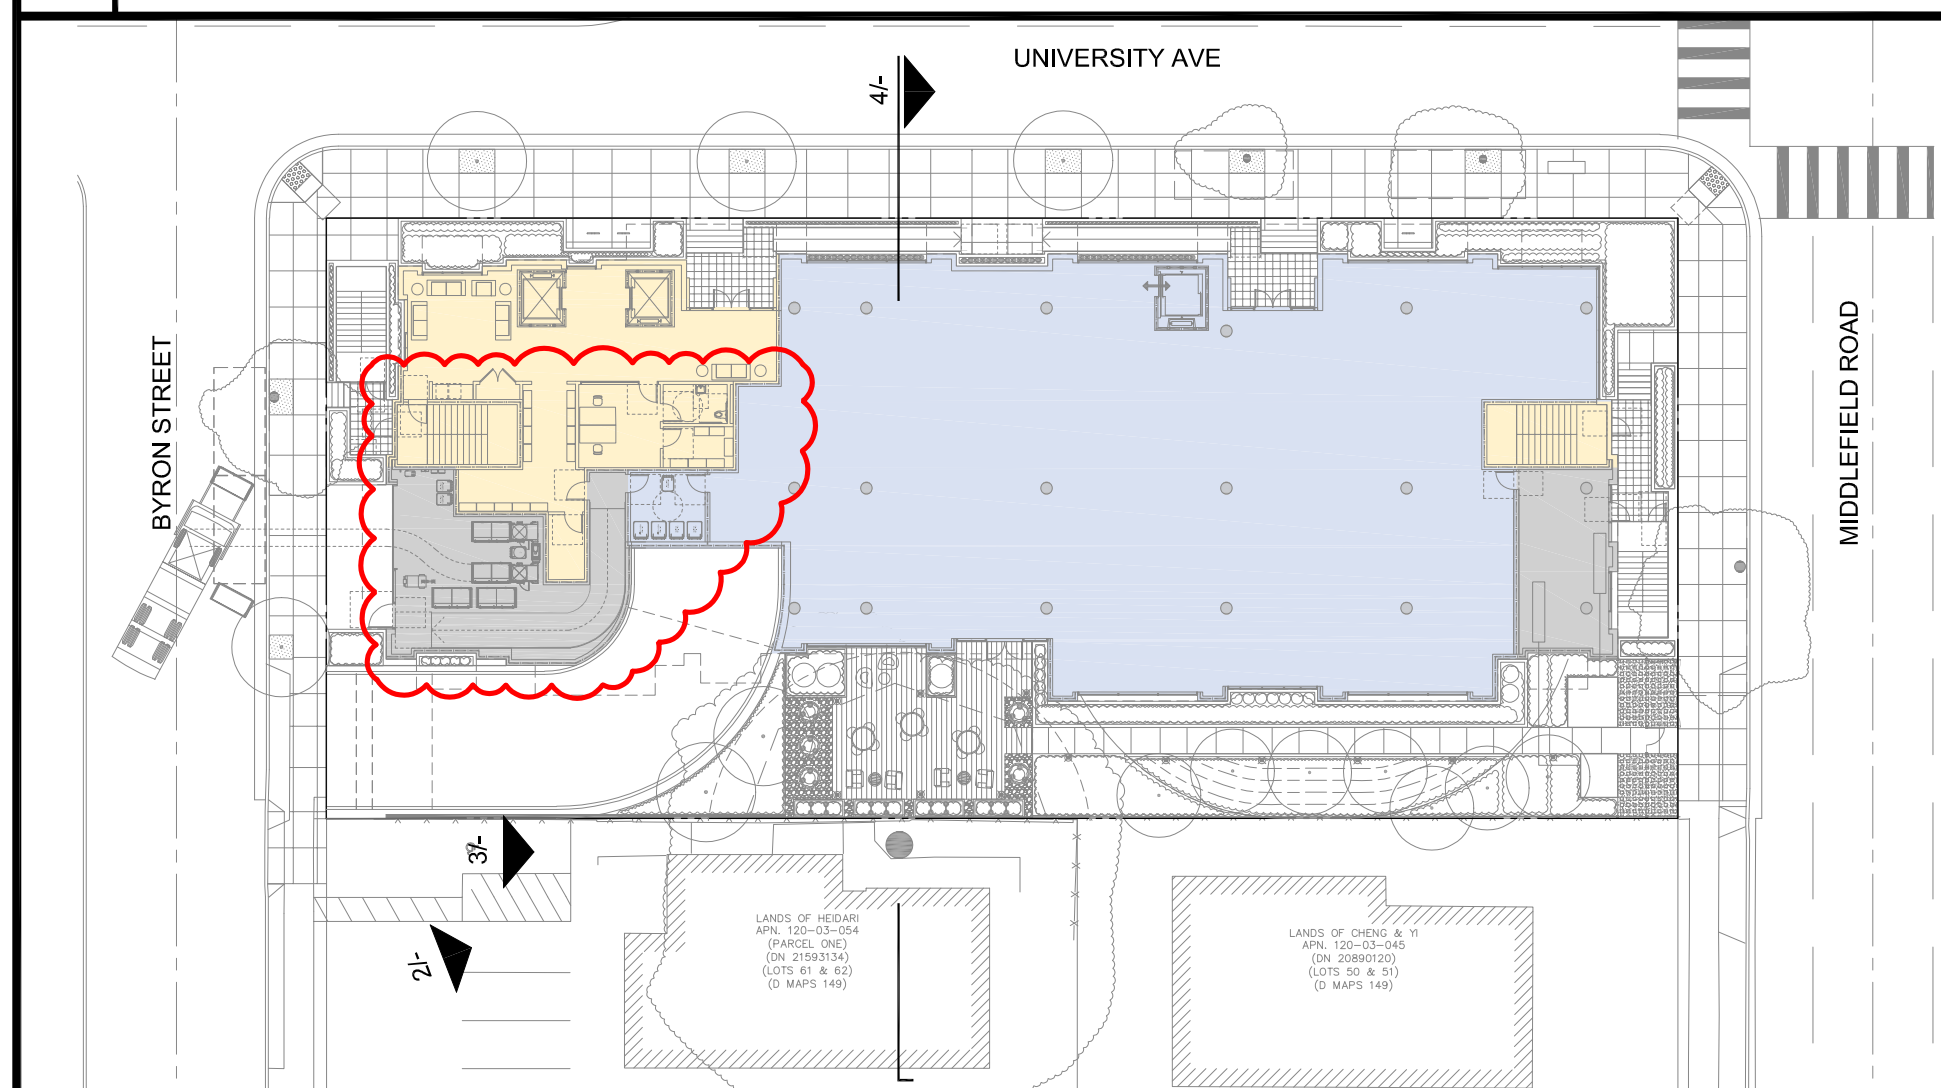 UNIVERSITY AVE
4/-
BYRON STREET
MIDDLEFIELD ROAD
3/-
2/-
LANDS OF HEIDARI
APN. 120-03-054
(PARCEL ONE)
(DN 21593134)
(LOTS 61 & 62)
(D MAPS 149)
LANDS OF CHENG & YI
APN. 120-03-045
(DN 20890120)
(LOTS 50 & 51)
(D MAPS 149)